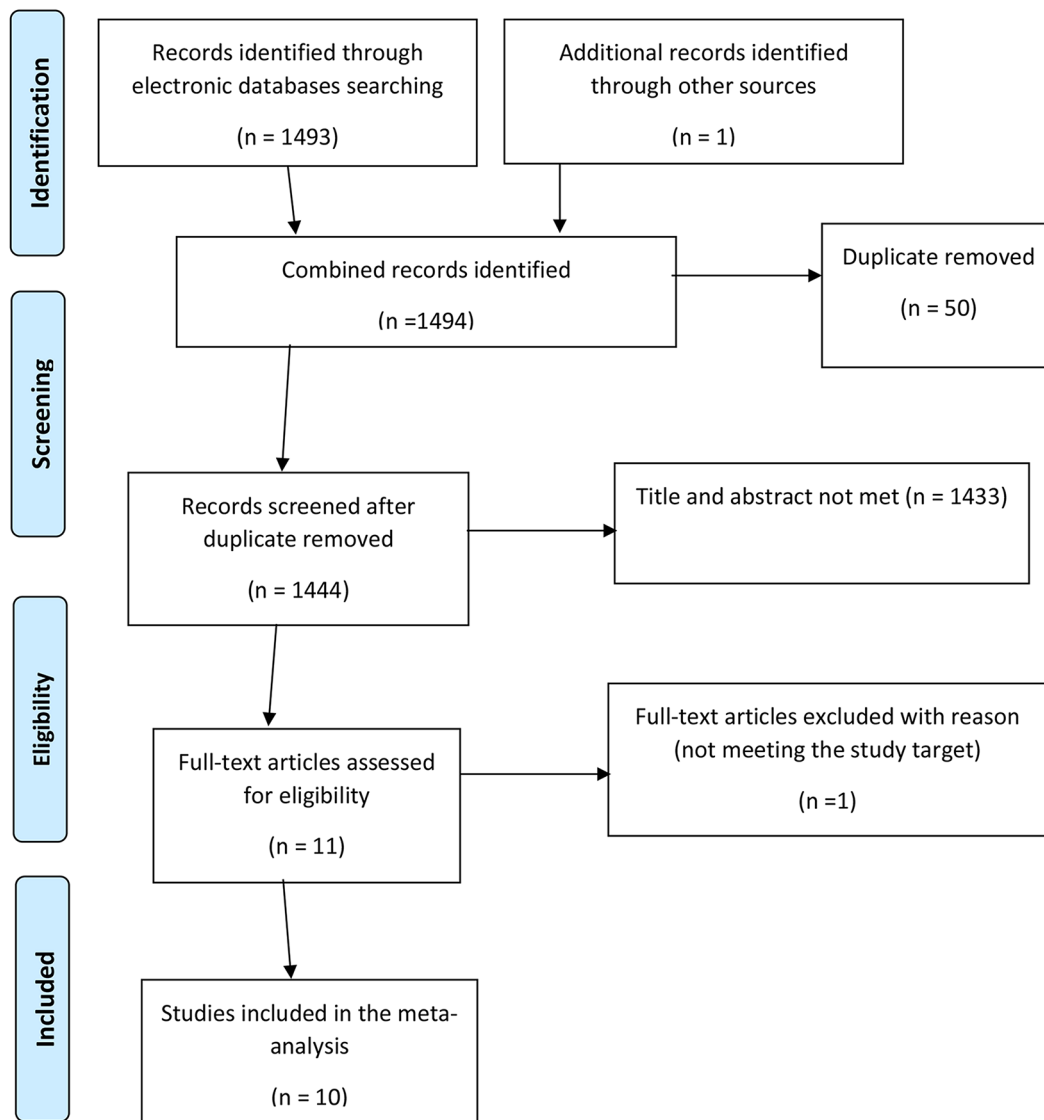 Identification
Records identified through
electronic databases searching
(n = 1493)
Additional records identified
through other sources
(n = 1)
Combined records identified
(n =1494)
Duplicate removed
(n = 50)
Screening
Records screened after
duplicate removed
(n = 1444)
Title and abstract not met (n = 1433)
Eligibility
Full-text articles assessed
for eligibility
(n = 11)
Full-text articles excluded with reason
(not meeting the study target)
(n =1)
Included
Studies included in the meta-
analysis
(n = 10)